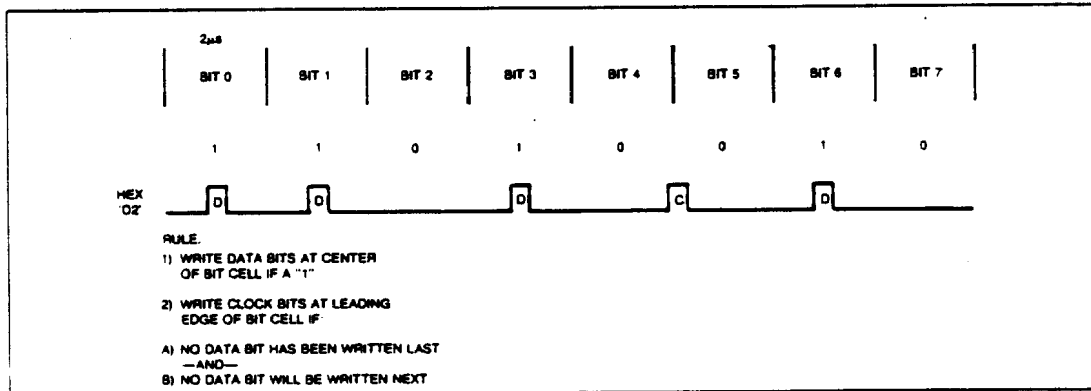 2µs
BIT 0 BIT 1 BIT 2 BIT 3 BIT 4 BIT 5 BIT 6 BIT 7
1 1 0 1 0 0 1 0
HEX
'D2'
D D D C D
RULE.
1) WRITE DATA BITS AT CENTER
OF BIT CELL IF A "1"
2) WRITE CLOCK BITS AT LEADING
EDGE OF BIT CELL IF
A) NO DATA BIT HAS BEEN WRITTEN LAST
—AND—
B) NO DATA BIT WILL BE WRITTEN NEXT